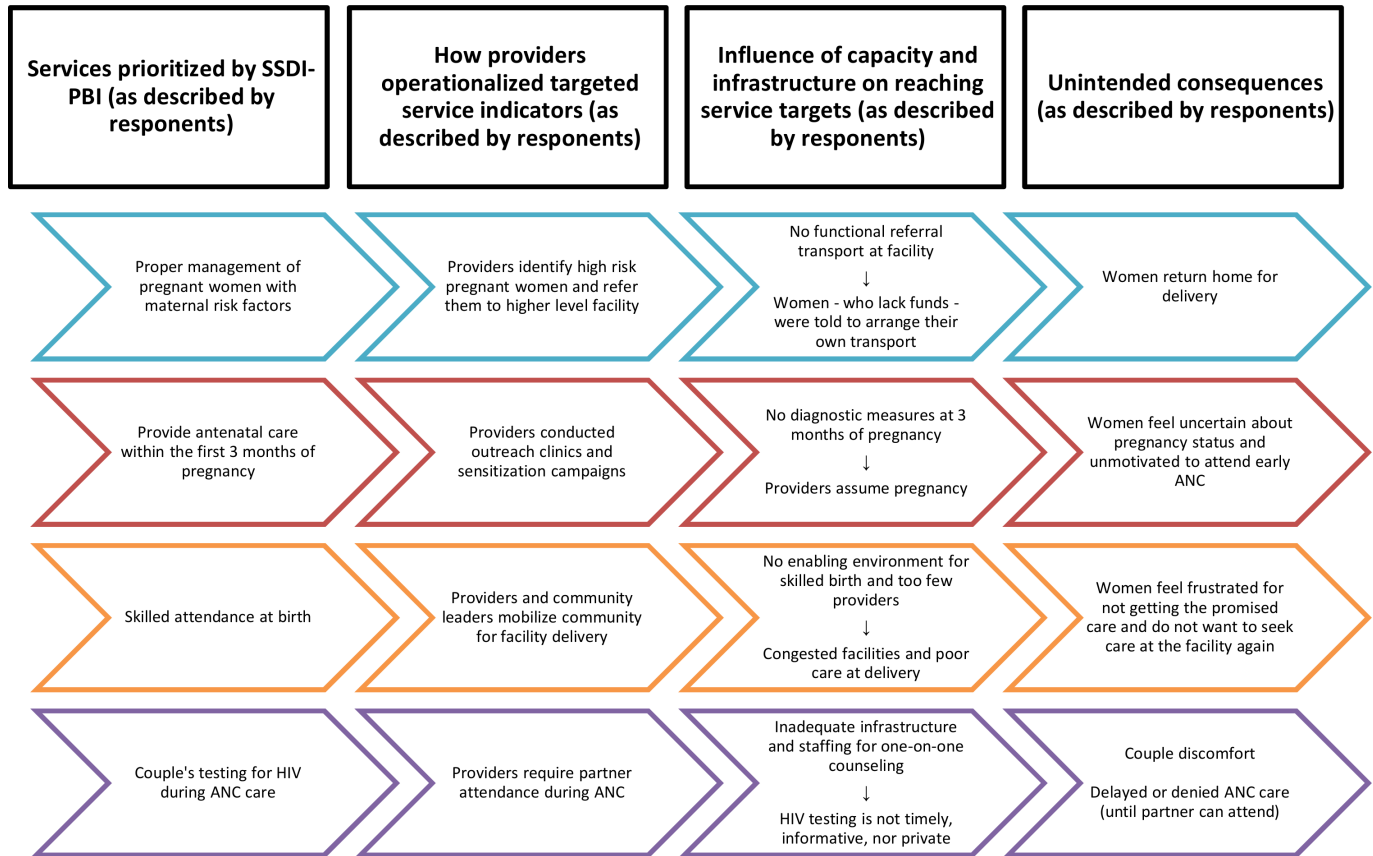 Services prioritized by SSDI-
PBI (as described by
responents)
How providers
operationalized targeted
service indicators (as
described by responents)
Influence of capacity and
infrastructure on reaching
service targets (as described
by responents)
Unintended consequences
(as described by responents)
Proper management of
pregnant women with
maternal risk factors
Providers identify high risk
pregnant women and refer
them to higher level facility
No functional referral
transport at facility
↓
Women - who lack funds -
were told to arrange their
own transport
Women return home for
delivery
Provide antenatal care
within the first 3 months of
pregnancy
Providers conducted
outreach clinics and
sensitization campaigns
No diagnostic measures at 3
months of pregnancy
↓
Providers assume pregnancy
Women feel uncertain about
pregnancy status and
unmotivated to attend early
ANC
Skilled attendance at birth
Providers and community
leaders mobilize community
for facility delivery
No enabling environment for
skilled birth and too few
providers
↓
Congested facilities and poor
care at delivery
Women feel frustrated for
not getting the promised
care and do not want to seek
care at the facility again
Couple's testing for HIV
during ANC care
Providers require partner
attendance during ANC
Inadequate infrastructure
and staffing for one-on-one
counseling
↓
HIV testing is not timely,
informative, nor private
Couple discomfort
Delayed or denied ANC care
(until partner can attend)